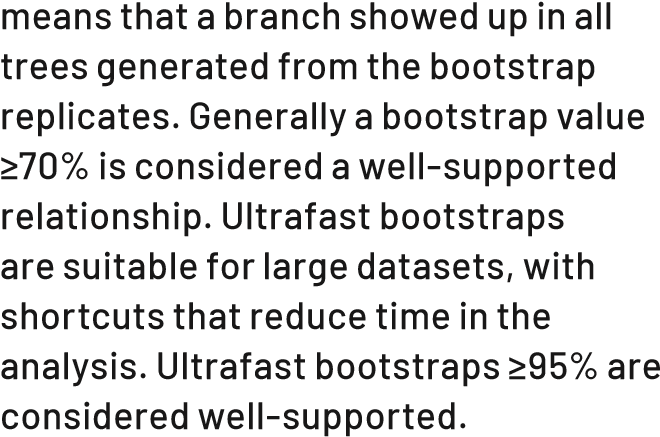 means that a branch showed up in all
trees generated from the bootstrap
replicates. Generally a bootstrap value
≥70% is considered a well-supported
relationship. Ultrafast bootstraps
are suitable for large datasets, with
shortcuts that reduce time in the
analysis. Ultrafast bootstraps ≥95% are
considered well-supported.